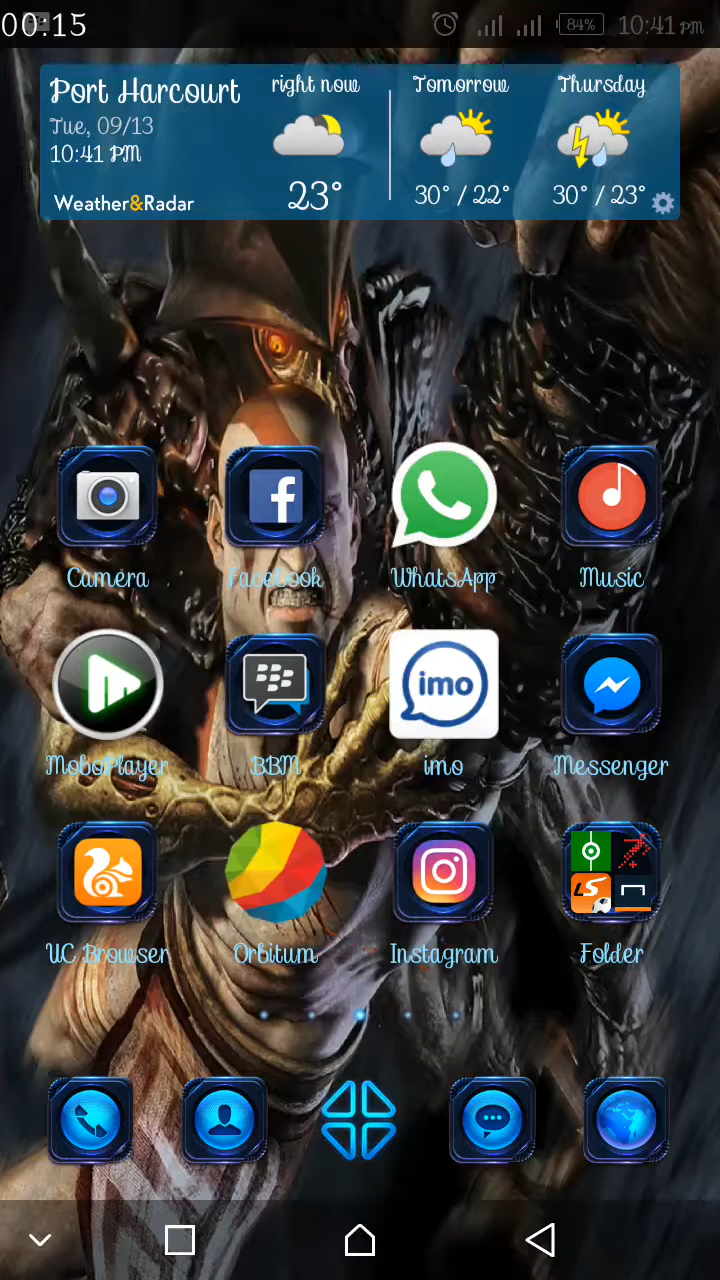 00:15 84% 10:41 PM
Port Harcourt
Tue, 09/13
10:41 PM
Weather&Radar
right now
23°
Tomorrow
30° / 22°
Thursday
30° / 23°
Camera
Facebook
WhatsApp
Music
MoboPlayer
BBM
imo
imo
Messenger
UC Browser
Orbitum
Instagram
LS
Folder